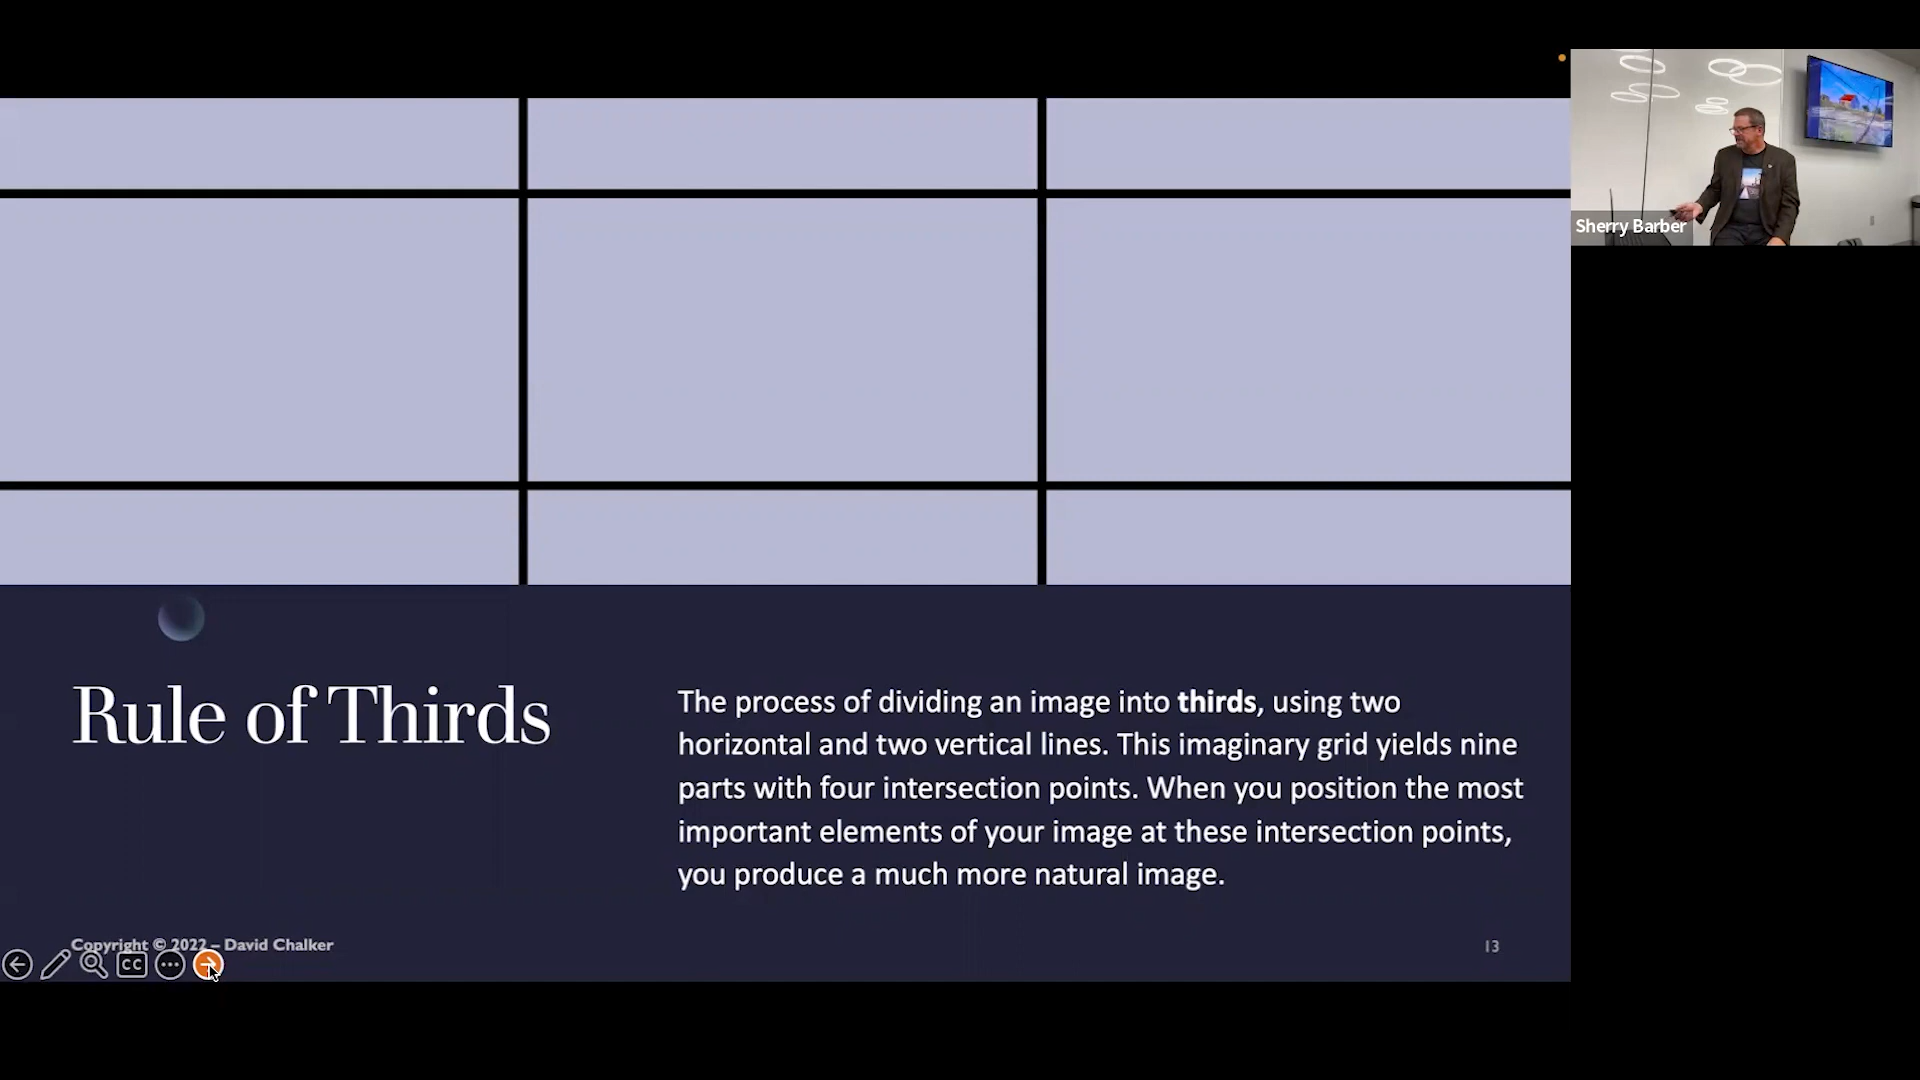 Sherry Barber
Rule of Thirds
The process of dividing an image into thirds, using two
horizontal and two vertical lines. This imaginary grid yields nine
parts with four intersection points. When you position the most
important elements of your image at these intersection points,
you produce a much more natural image.
Copyright © 2022 – David Chalker
13
CC